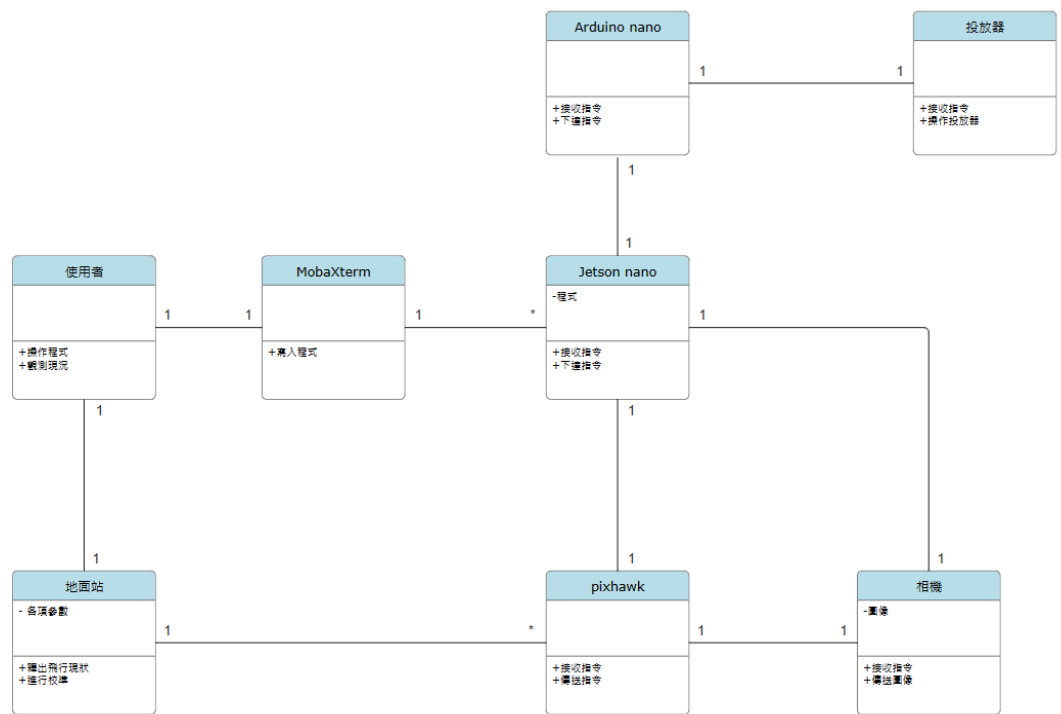 Arduino nano
+接收指令
+下達指令
1
1
投放器
+接收指令
+操作投放器
1
1
使用者
+操作程式
+觀測現況
1
1
MobaXterm
+寫入程式
1
*
Jetson nano
-程式
+接收指令
+下達指令
1
1
1
1
1
1
地面站
- 各項參數
+釋出飛行現狀
+進行校準
1
*
pixhawk
+接收指令
+傳送指令
1
1
相機
-圖像
+接收指令
+傳送圖像